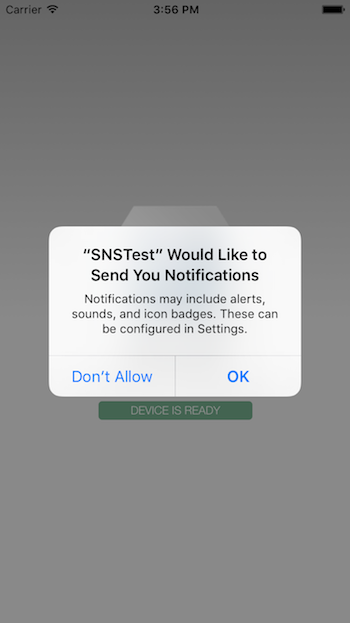 Carrier 3:56 PM
“SNSTest” Would Like to
Send You Notifications
Notifications may include alerts,
sounds, and icon badges. These can
be configured in Settings.
Don’t Allow OK
DEVICE IS READY